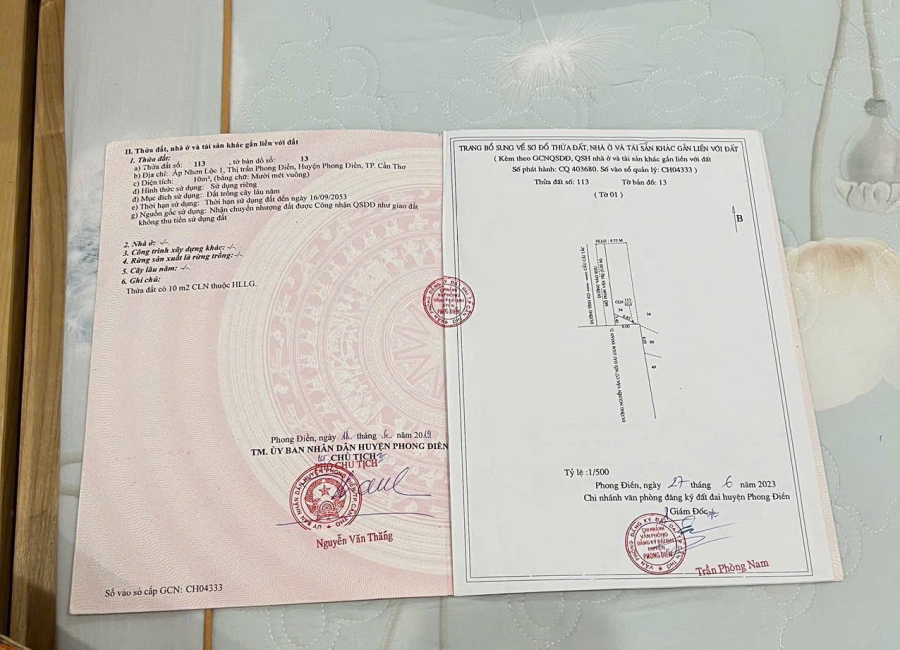 II. Thửa đất, nhà ở và tài sản khác gắn liền với đất
1. Thửa đất:
a) Thửa đất số: 113 , tờ bản đồ số: 13
b) Địa chỉ: Ấp Nhơn Lộc 1, Thị trấn Phong Điền, Huyện Phong Điền, TP. Cần Thơ
c) Diện tích: 10m², (bằng chữ: Mười mét vuông)
d) Hình thức sử dụng: Sử dụng riêng
đ) Mục đích sử dụng: Đất trồng cây lâu năm
e) Thời hạn sử dụng: Thời hạn sử dụng đất đến ngày 16/09/2053
g) Nguồn gốc sử dụng: Nhận chuyển nhượng đất được Công nhận QSDĐ như giao đất
không thu tiền sử dụng đất
2. Nhà ở: -/-
3. Công trình xây dựng khác: -/-
4. Rừng sản xuất là rừng trồng: -/-
5. Cây lâu năm: -/-
6. Ghi chú:
Thửa đất có 10 m2 CLN thuộc HLLG.
Phong Điền, ngày tháng 6 năm 2019
TM. ỦY BAN NHÂN DÂN HUYỆN PHONG ĐIỀN
CHỦ TỊCH
PHÓ CHỦ TỊCH
Nguyễn Văn Thắng
Số vào sổ cấp GCN: CH04333
TRANG BỔ SUNG VỀ SƠ ĐỒ THỬA ĐẤT, NHÀ Ở VÀ TÀI SẢN KHÁC GẮN LIỀN VỚI ĐẤT
( Kèm theo GCNQSDĐ, QSH nhà ở và tài sản khác gắn liền với đất
Số phát hành: CQ 403680. Số vào sổ quản lý: CH04333 )
Thửa đất số: 113 Tờ bản đồ: 13
( Tờ 01 )
B
Tỷ lệ :1/500
Phong Điền, ngày 27 tháng 6 năm 2023
Chi nhánh văn phòng đăng ký đất đai huyện Phong Điền
Giám Đốc
CHI NHÁNH
VĂN PHÒNG
ĐĂNG KÝ ĐẤT ĐAI
HUYỆN
PHONG ĐIỀN
Trần Phòng Nam